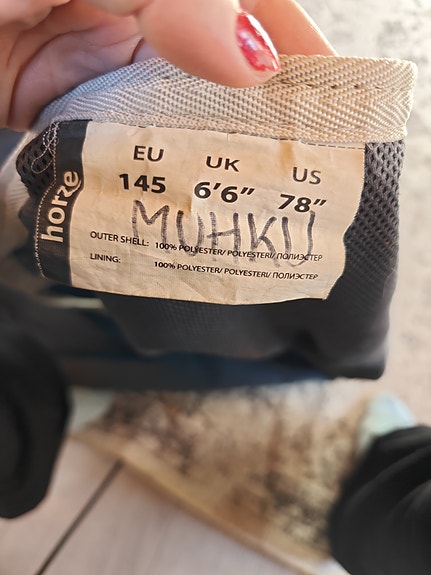 horze
EU UK US
145 6'6" 78"
MUHKU
OUTER SHELL: 100% POLYESTER/ POLYESTERI/ ПОЛИЭСТЕР
LINING: 100% POLYESTER/ POLYESTERI/ ПОЛИЭСТЕР